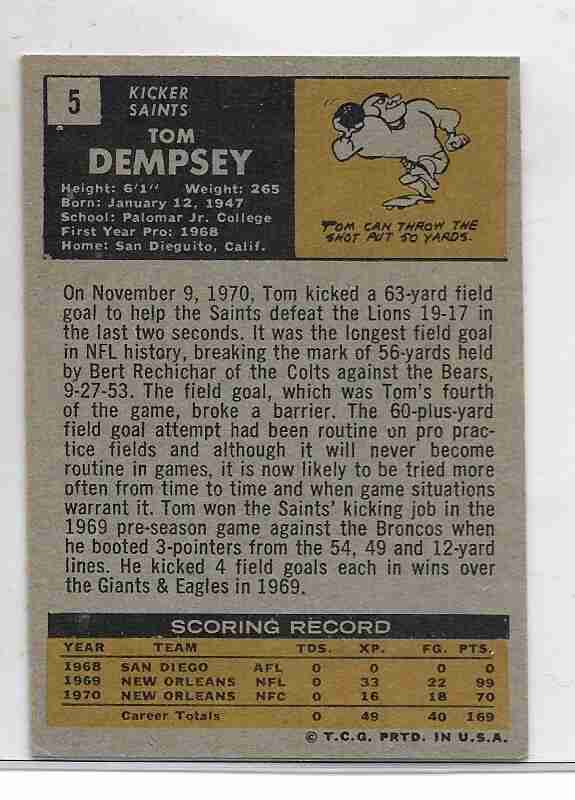 5
KICKER
SAINTS
TOM
DEMPSEY
Height: 6'1" Weight: 265
Born: January 12, 1947
School: Palomar Jr. College
First Year Pro: 1968
Home: San Dieguito, Calif.
TOM CAN THROW THE
SHOT PUT 50 YARDS.
On November 9, 1970, Tom kicked a 63-yard field
goal to help the Saints defeat the Lions 19-17 in
the last two seconds. It was the longest field goal
in NFL history, breaking the mark of 56-yards held
by Bert Rechichar of the Colts against the Bears,
9-27-53. The field goal, which was Tom's fourth
of the game, broke a barrier. The 60-plus-yard
field goal attempt had been routine on pro prac-
tice fields and although it will never become
routine in games, it is now likely to be tried more
often from time to time and when game situations
warrant it. Tom won the Saints' kicking job in the
1969 pre-season game against the Broncos when
he booted 3-pointers from the 54, 49 and 12-yard
lines. He kicked 4 field goals each in wins over
the Giants & Eagles in 1969.
SCORING RECORD
YEAR TEAM TDS. XP. FG. PTS.
1968 SAN DIEGO AFL 0 0 0 0
1969 NEW ORLEANS NFL 0 33 22 99
1970 NEW ORLEANS NFC 0 16 18 70
Career Totals 0 49 40 169
© T.C.G. PRTD. IN U.S.A.